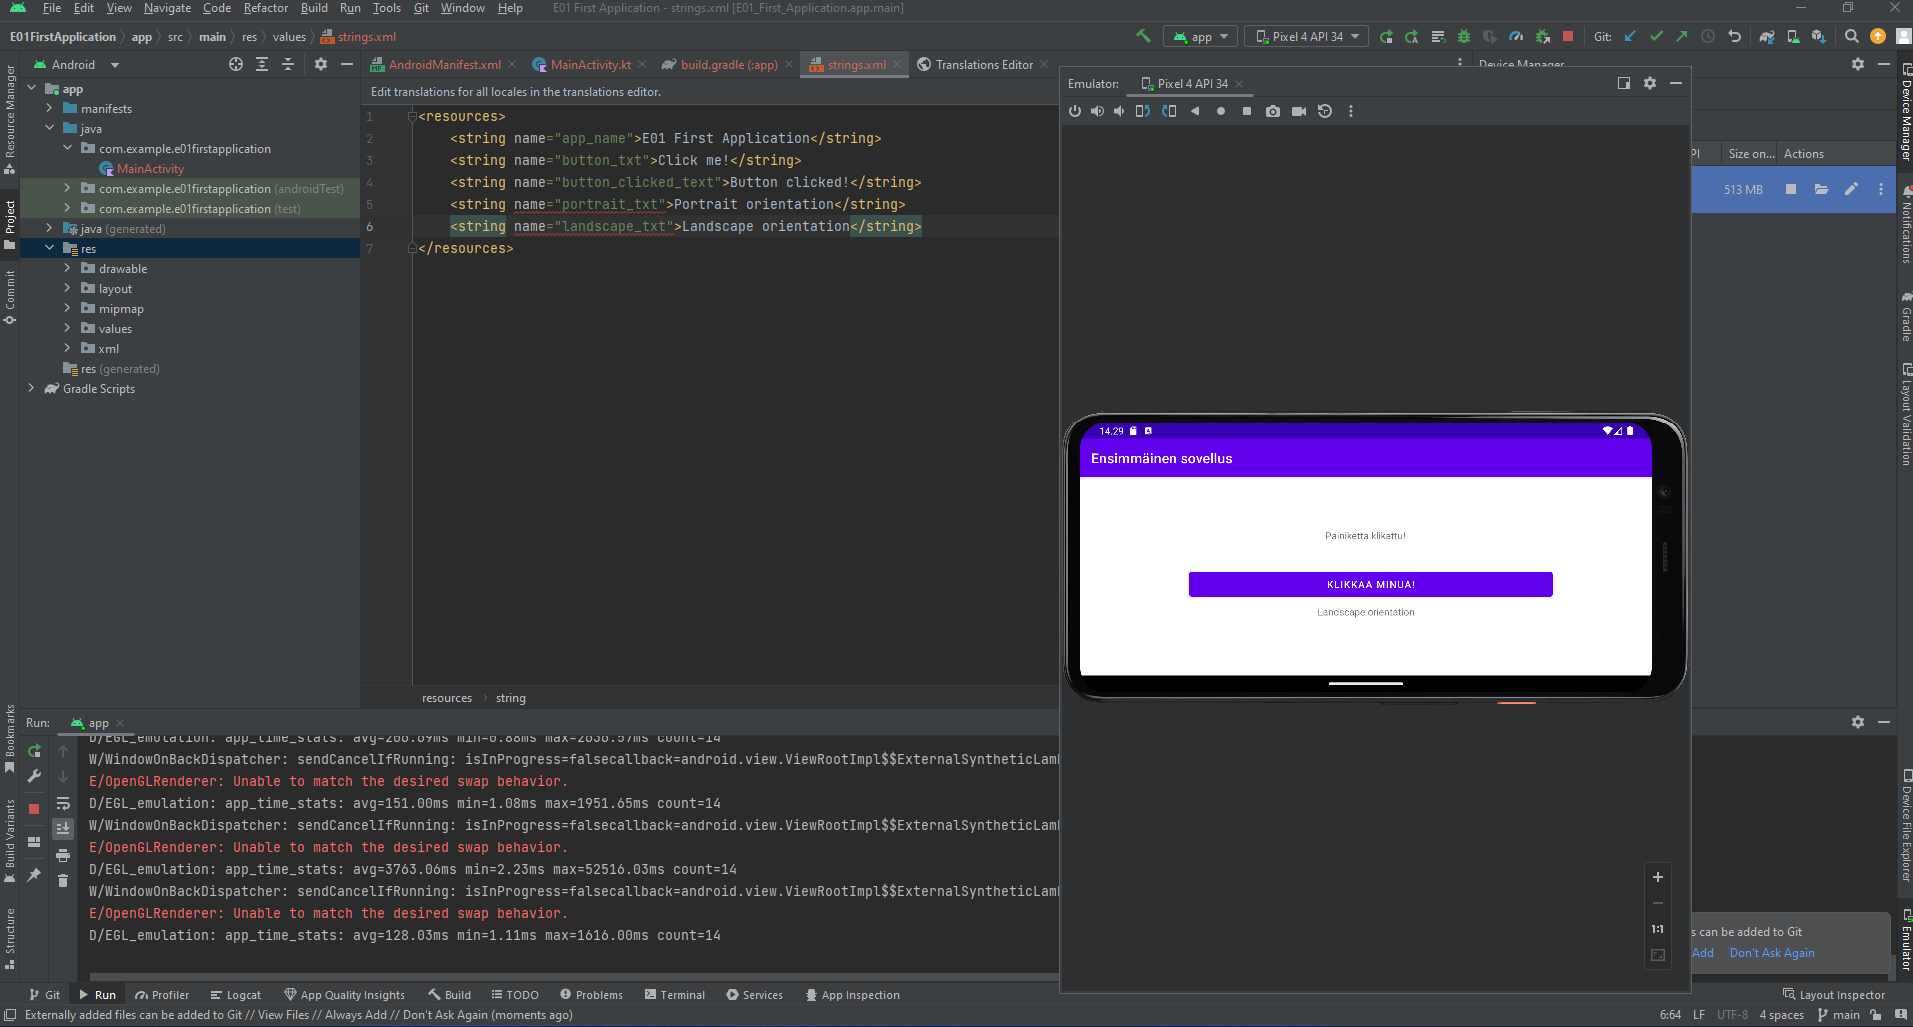 File Edit View Navigate Code Refactor Build Run Tools Git Window Help E01 First Application - strings.xml [E01_First_Application.app.main]
E01FirstApplication app src main res values strings.xml app Pixel 4 API 34 Git:
Android AndroidManifest.xml MainActivity.kt build.gradle (:app) strings.xml Translations Editor Device Manager
Edit translations for all locales in the translations editor.
Resource Manager
Project
Commit
Bookmarks
Build Variants
Structure
app
manifests
java
com.example.e01firstapplication
MainActivity
com.example.e01firstapplication (androidTest)
com.example.e01firstapplication (test)
java (generated)
res
drawable
layout
mipmap
values
xml
res (generated)
Gradle Scripts
1 <resources>
2 <string name="app_name">E01 First Application</string>
3 <string name="button_txt">Click me!</string>
4 <string name="button_clicked_text">Button clicked!</string>
5 <string name="portrait_txt">Portrait orientation</string>
6 <string name="landscape_txt">Landscape orientation</string>
7 </resources>
resources string
Emulator: Pixel 4 API 34
14.29
Ensimmäinen sovellus
Painiketta klikattu!
KLIKKAA MINUA!
Landscape orientation
1:1
Size on... Actions
513 MB
Device Manager
Notifications
Gradle
Layout Validation
Device File Explorer
Emulator
Run: app
D/EGL_emulation: app_time_stats: avg=206.69ms min=0.88ms max=2636.57ms count=14
W/WindowOnBackDispatcher: sendCancelIfRunning: isInProgress=falsecallback=android.view.ViewRootImpl$$ExternalSyntheticLam
E/OpenGLRenderer: Unable to match the desired swap behavior.
D/EGL_emulation: app_time_stats: avg=151.00ms min=1.08ms max=1951.65ms count=14
W/WindowOnBackDispatcher: sendCancelIfRunning: isInProgress=falsecallback=android.view.ViewRootImpl$$ExternalSyntheticLam
E/OpenGLRenderer: Unable to match the desired swap behavior.
D/EGL_emulation: app_time_stats: avg=3763.06ms min=2.23ms max=52516.03ms count=14
W/WindowOnBackDispatcher: sendCancelIfRunning: isInProgress=falsecallback=android.view.ViewRootImpl$$ExternalSyntheticLam
E/OpenGLRenderer: Unable to match the desired swap behavior.
D/EGL_emulation: app_time_stats: avg=128.03ms min=1.11ms max=1616.00ms count=14
s can be added to Git
Add Don't Ask Again
Git Run Profiler Logcat App Quality Insights Build TODO Problems Terminal Services App Inspection Layout Inspector
Externally added files can be added to Git // View Files // Always Add // Don't Ask Again (moments ago) 6:64 LF UTF-8 4 spaces main